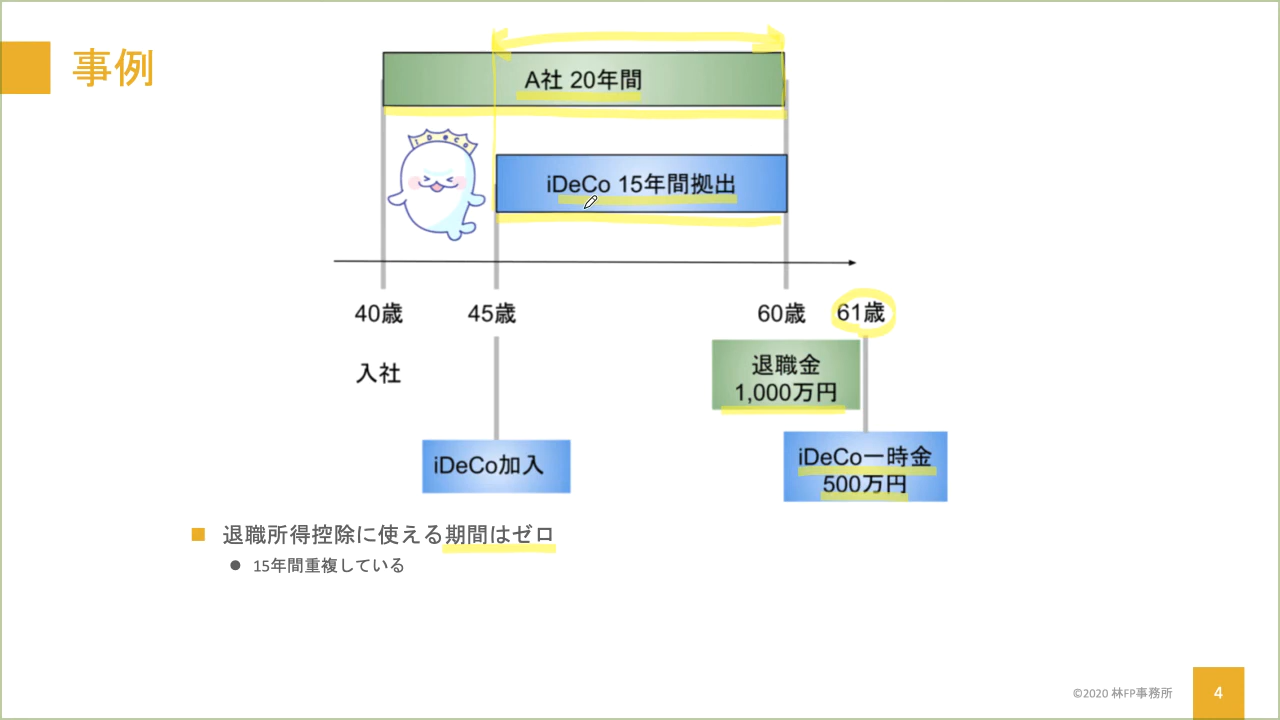 事例
A社 20年間
iDeCo
iDeCo 15年間拠出
40歳
45歳
60歳
61歳
入社
退職金
1,000万円
iDeCo加入
iDeCo一時金
500万円
退職所得控除に使える期間はゼロ
15年間重複している
©2020 林FP事務所
4